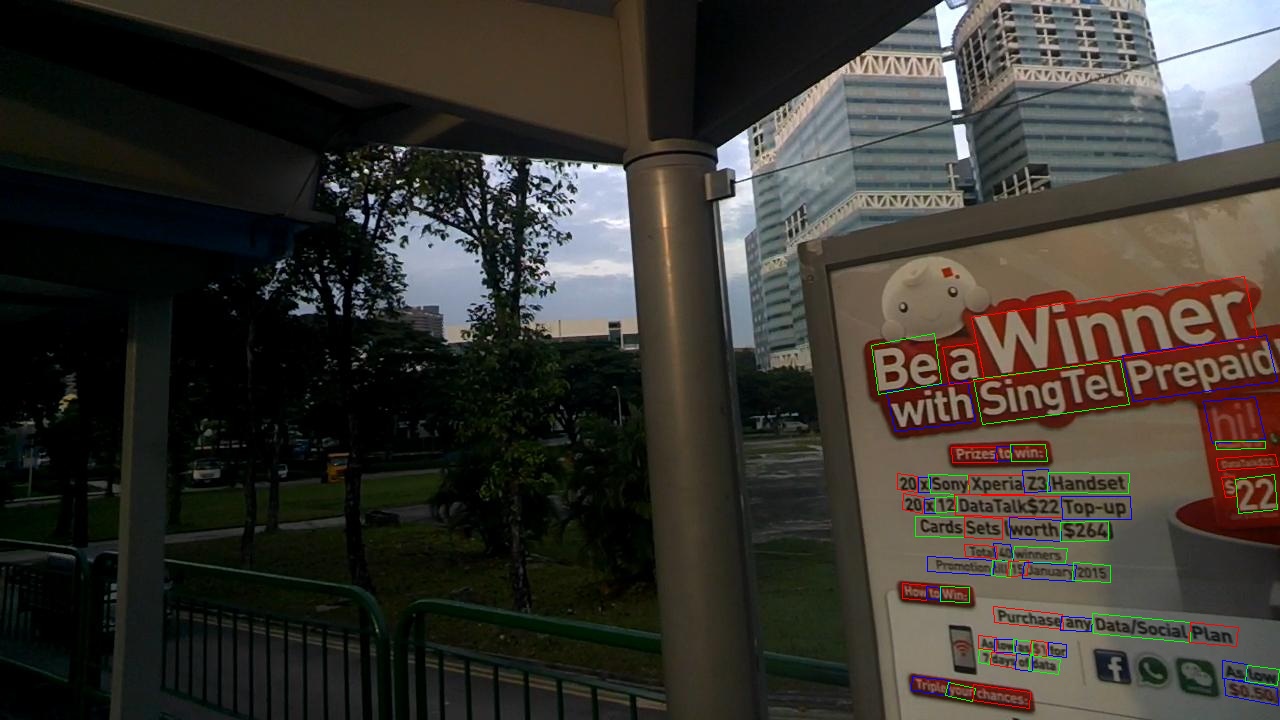 Be a Winner
with SingTel Prepaid!
hi!
DataTalk$22
$22
Prizes to win:
20 x Sony Xperia Z3 Handset
20 x 12 DataTalk$22 Top-up
Cards Sets worth $264
Total 40 winners
Promotion till 15 January 2015
How to Win:
Purchase any Data/Social Plan
As low as $1 for
7 days of data
As low
$0.50
Triple your chances: